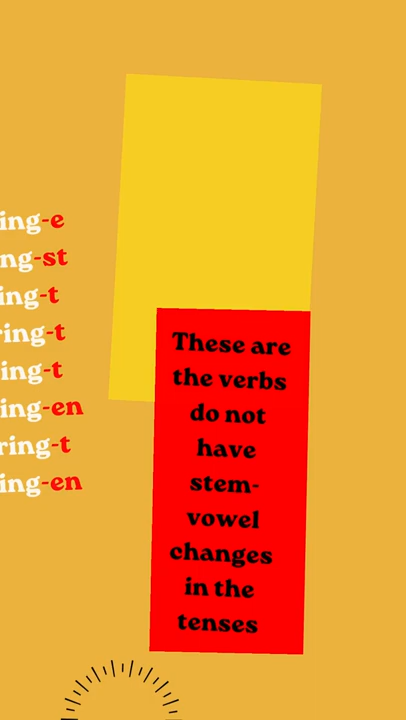 ing-e
ng-st
ing-t
ring-t
ing-t
ing-en
ring-t
ing-en
These are
the verbs
do not
have
stem-
vowel
changes
in the
tenses